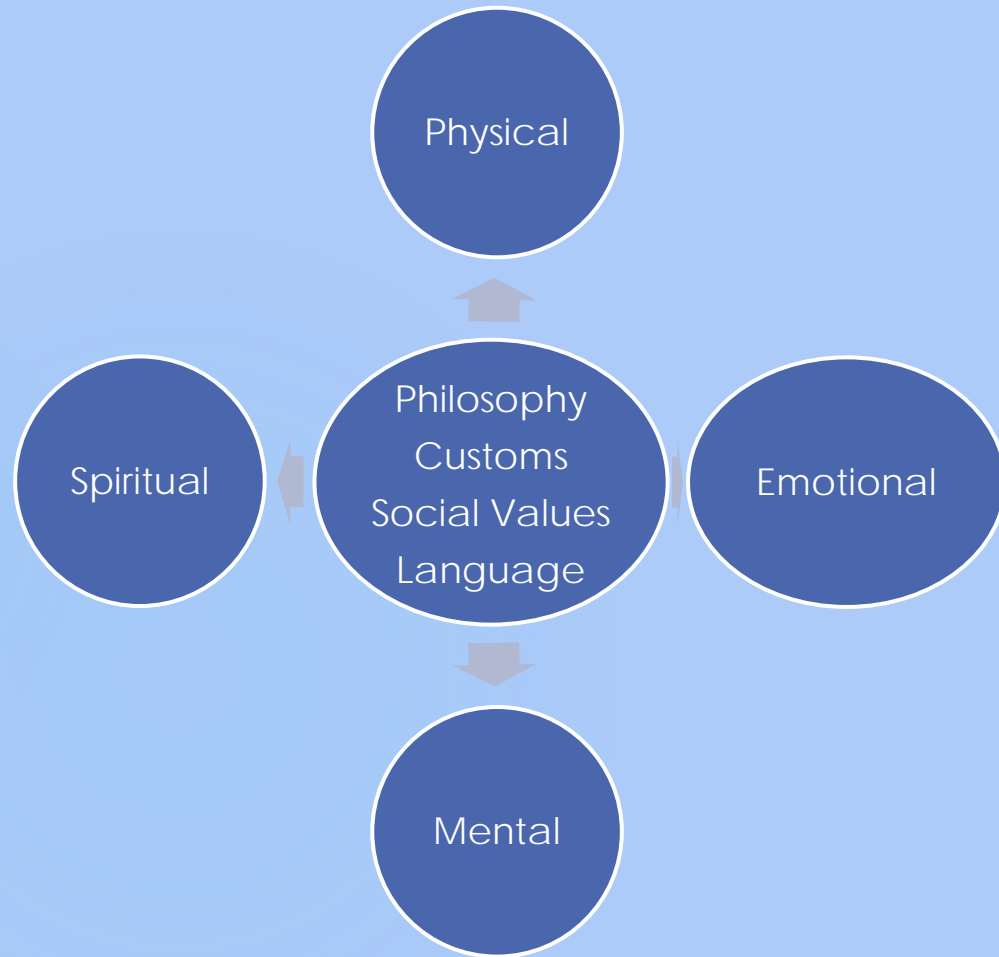 Physical
Spiritual
Philosophy
Customs
Social Values
Language
Emotional
Mental